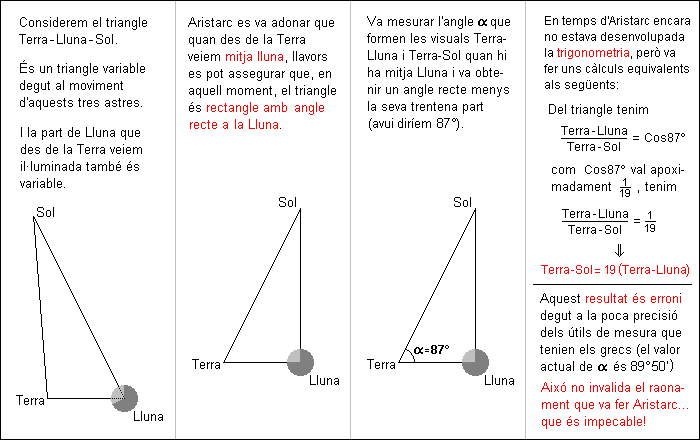 Considerem el triangle
Terra-Lluna-Sol.
És un triangle variable
degut al moviment
d'aquests tres astres.
I la part de Lluna que
des de la Terra veiem
il·luminada també és
variable.
Sol
Terra
Lluna
Aristarc es va adonar que
quan des de la Terra
veiem mitja lluna, llavors
es pot assegurar que, en
aquell moment, el triangle
és rectangle amb angle
recte a la Lluna.
Sol
Terra
Lluna
Va mesurar l'angle α que
formen les visuals Terra-
Lluna i Terra-Sol quan hi
ha mitja Lluna i va obte-
nir un angle recte menys
la seva trentena part
(avui diríem 87°).
Sol
α=87°
Terra
Lluna
En temps d'Aristarc encara
no estava desenvolupada
la trigonometria, però va
fer uns càlculs equivalents
als següents:
Del triangle tenim
Terra-Lluna
Terra-Sol = Cos87°
com Cos87° val apoxi-
madament 1/19 , tenim
Terra-Lluna
Terra-Sol = 1/19
⇓
Terra-Sol = 19 (Terra-Lluna)
Aquest resultat és erroni
degut a la poca precisió
dels útils de mesura que
tenien els grecs (el valor
actual de α és 89°50')
Aixó no invalida el raona-
ment que va fer Aristarc...
que és impecable!